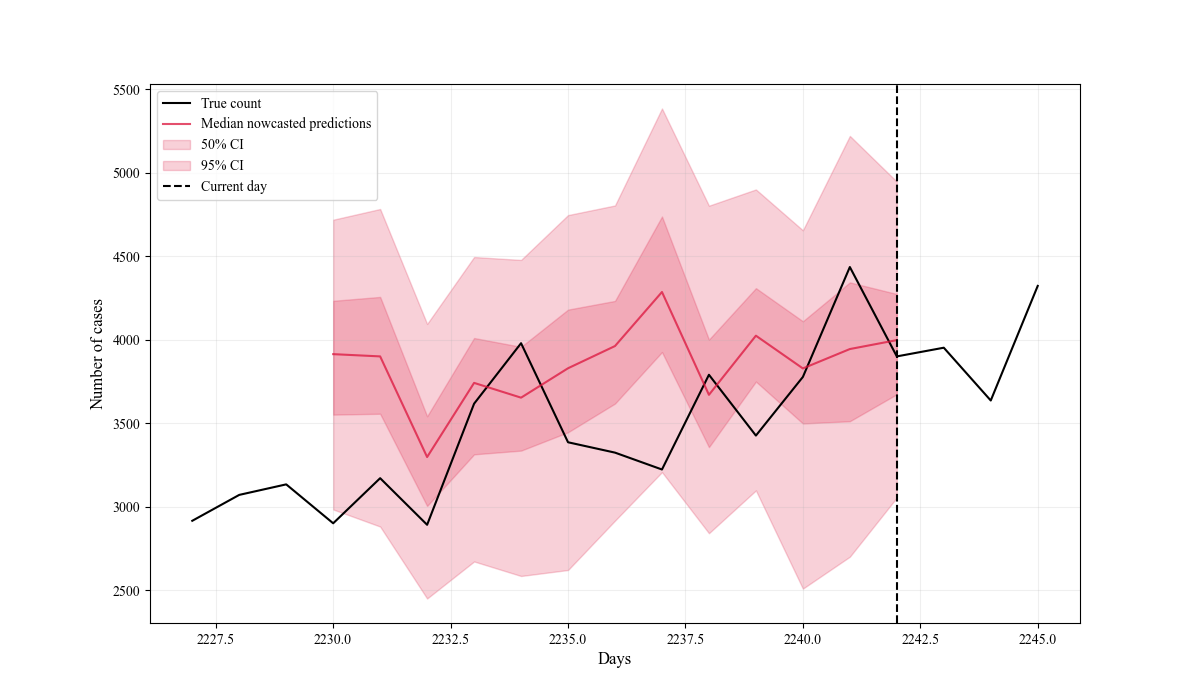 True count
Median nowcasted predictions
50% CI
95% CI
Current day
5500
5000
4500
4000
3500
3000
2500
Number of cases
2227.5 2230.0 2232.5 2235.0 2237.5 2240.0 2242.5 2245.0
Days